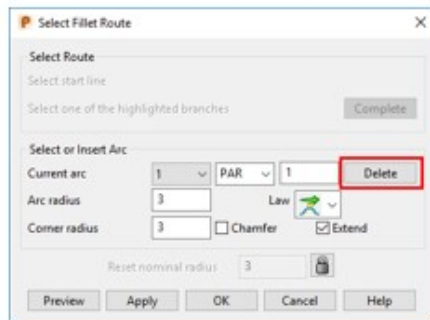 Select Fillet Route
Select Route
Select start line
Select one of the highlighted branches Complete
Select or Insert Arc
Current arc 1 PAR 1 Delete
Arc radius 3 Law
Corner radius 3 Chamfer Extend
Reset nominal radius 3
Preview Apply OK Cancel Help